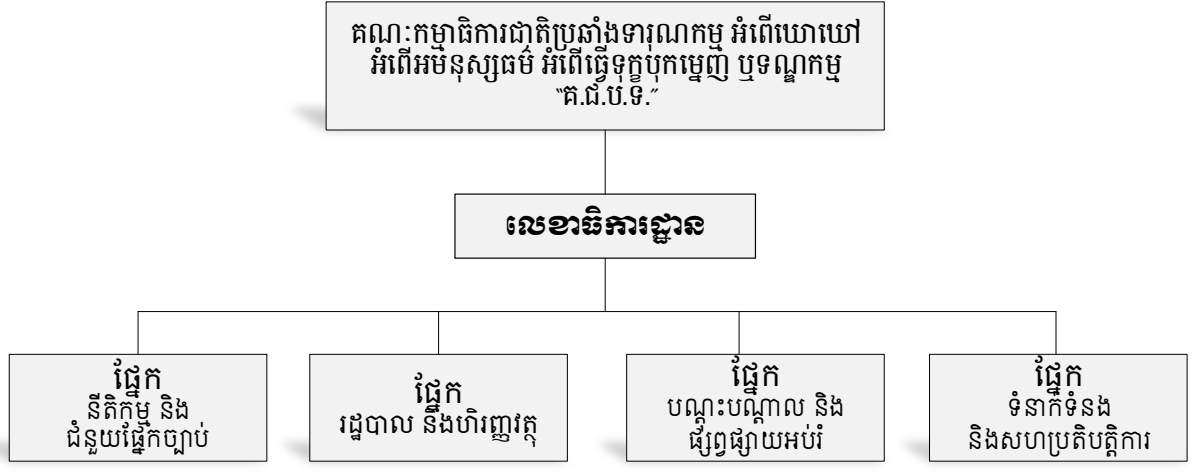 គណៈកម្មាធិការជាតិប្រឆាំងទារុណកម្ម អំពើឃោឃៅ
អំពើអមនុស្សធម៌ អំពើធ្វើទុក្ខបុកម្នេញ ឬទណ្ឌកម្ម
“គ.ជ.ប.ទ.”
លេខាធិការដ្ឋាន
ផ្នែក
នីតិកម្ម និង
ជំនួយផ្នែកច្បាប់
ផ្នែក
រដ្ឋបាល និងហិរញ្ញវត្ថុ
ផ្នែក
បណ្តុះបណ្តាល និង
ផ្សព្វផ្សាយអប់រំ
ផ្នែក
ទំនាក់ទំនង
និងសហប្រតិបត្តិការ